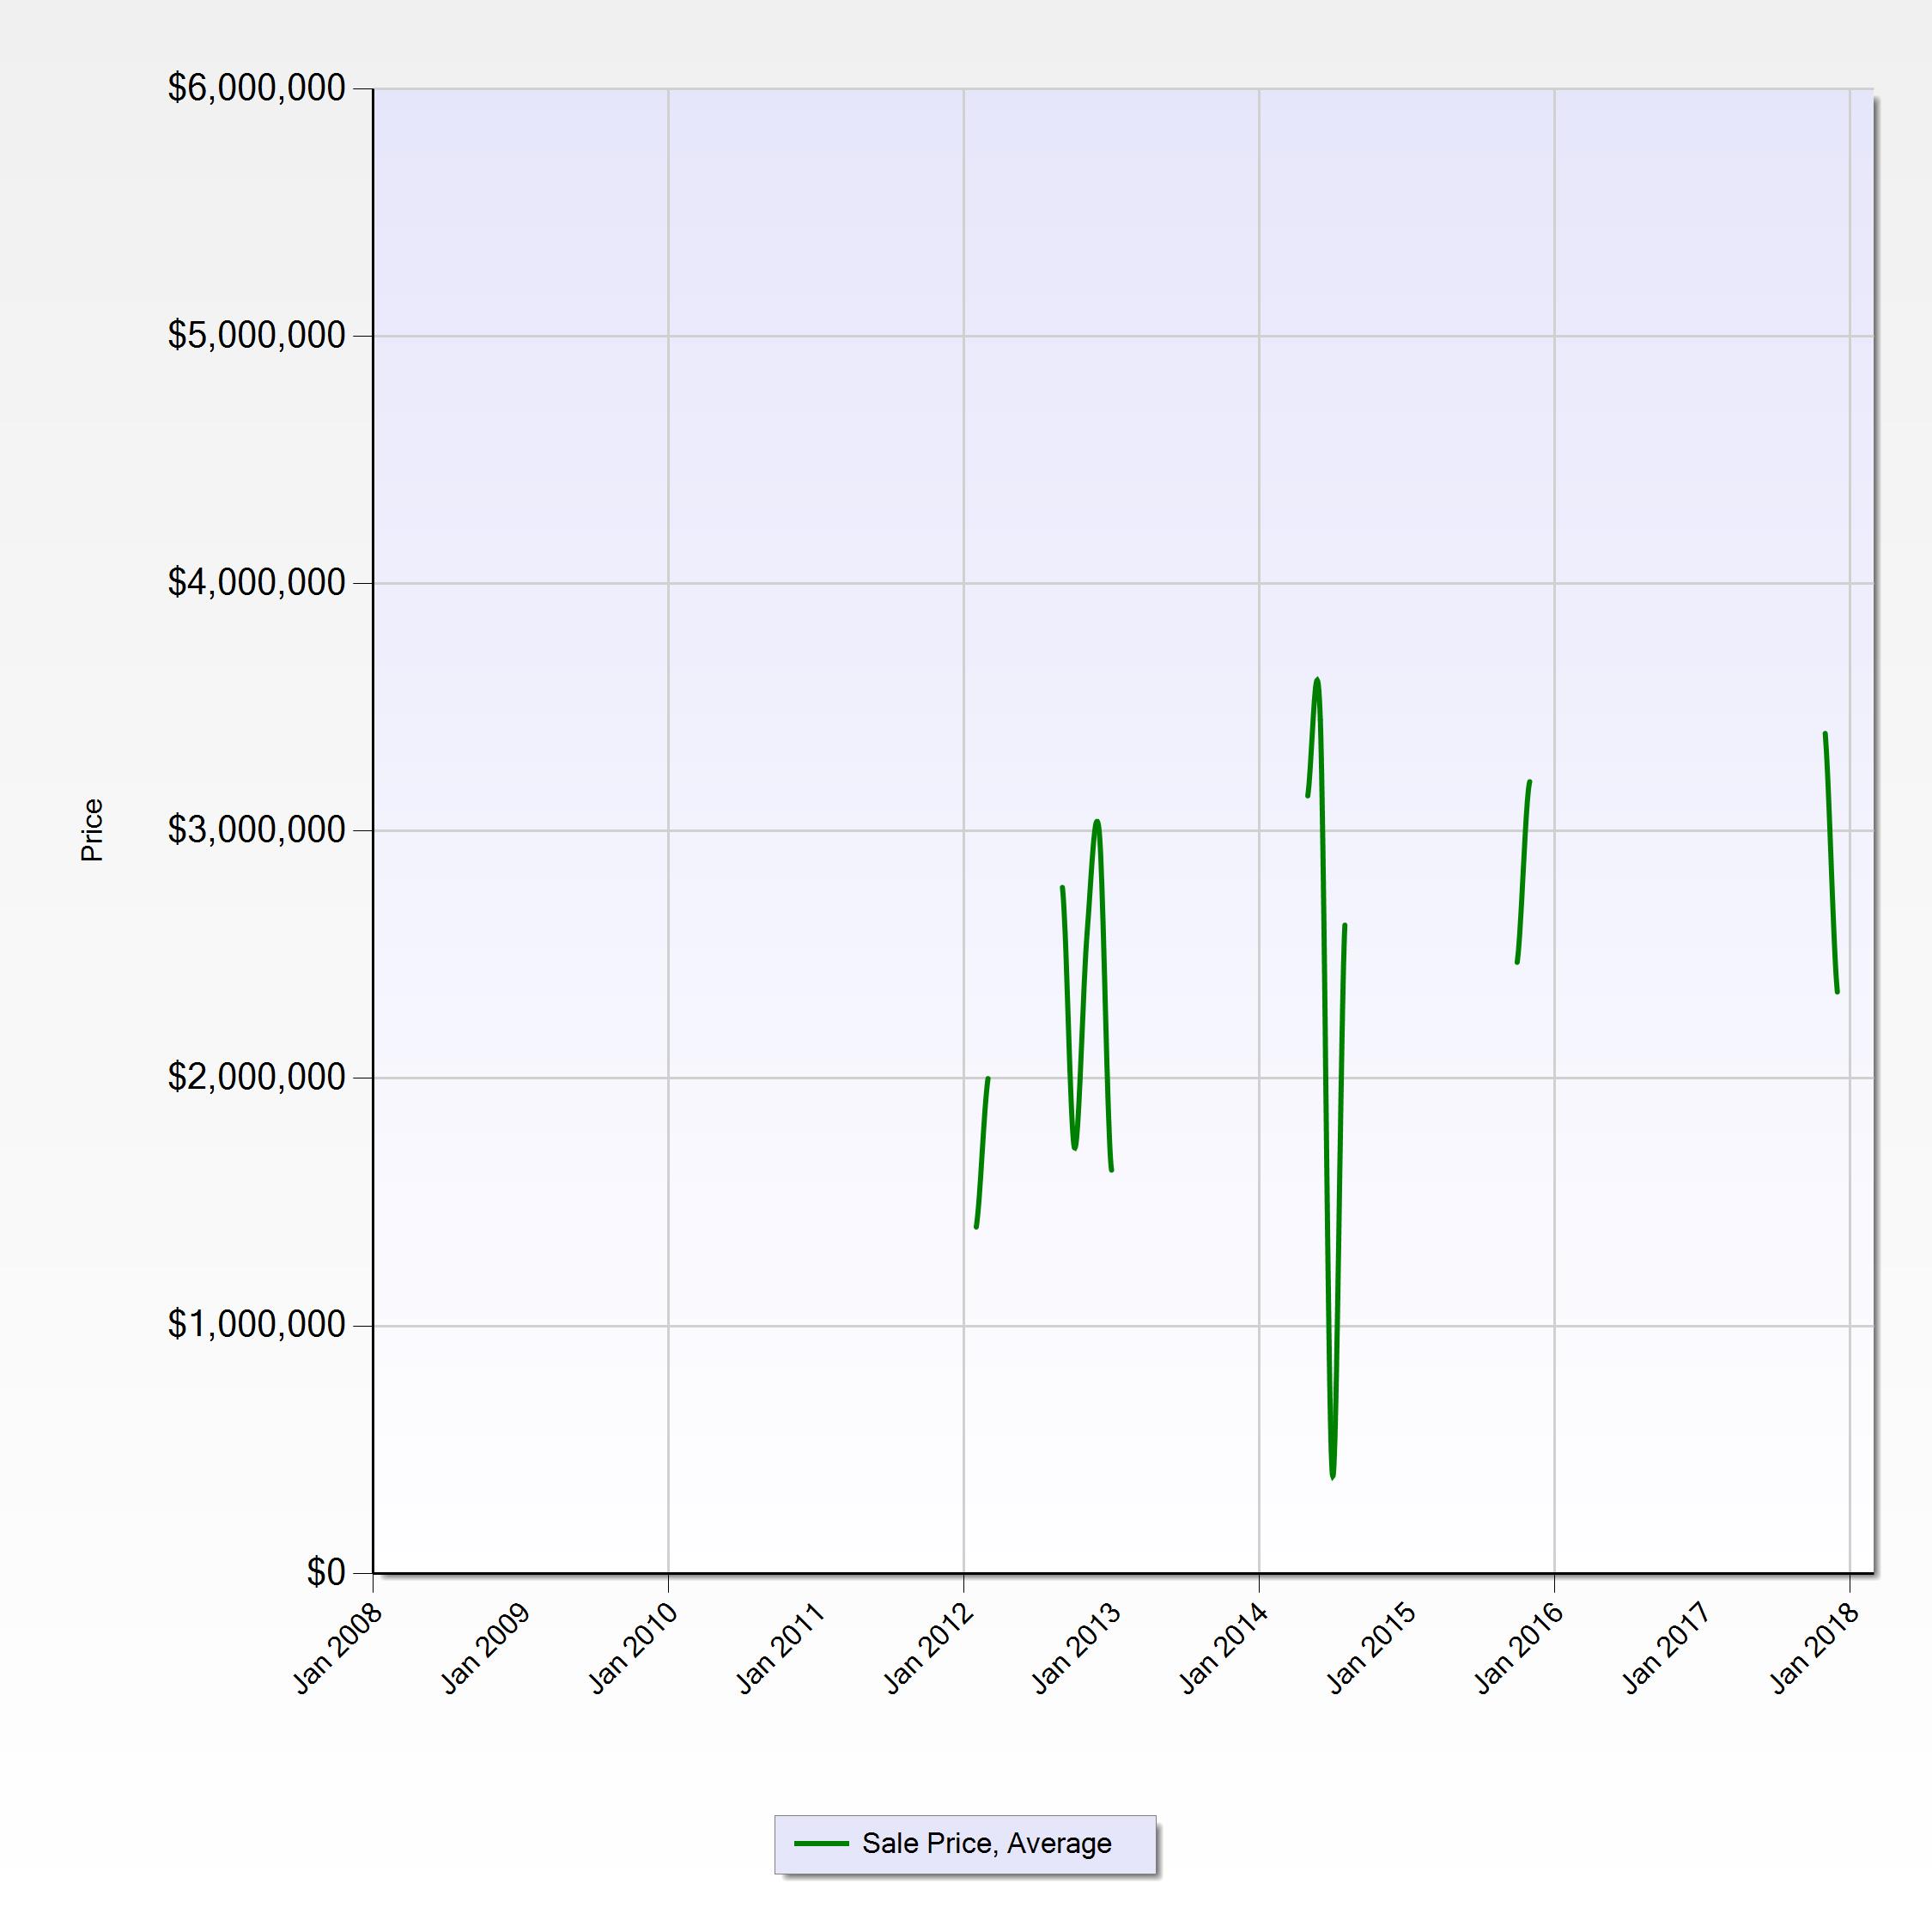 $6,000,000
$5,000,000
$4,000,000
$3,000,000
$2,000,000
$1,000,000
$0
Price
Jan 2008
Jan 2009
Jan 2010
Jan 2011
Jan 2012
Jan 2013
Jan 2014
Jan 2015
Jan 2016
Jan 2017
Jan 2018
Sale Price, Average